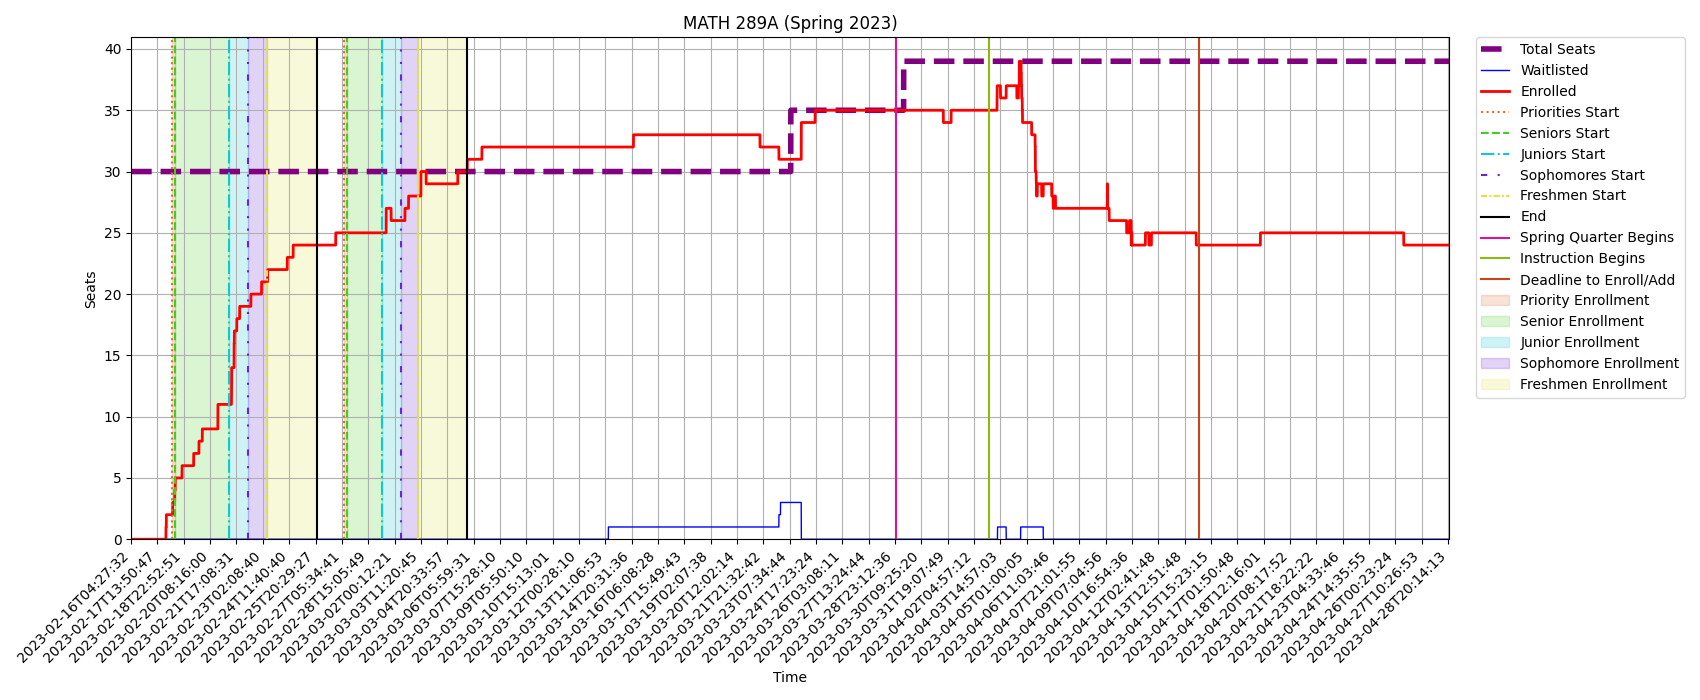 MATH 289A (Spring 2023)
Seats
40
35
30
25
20
15
10
5
0
2023-02-16T04:27:32
2023-02-17T13:50:47
2023-02-18T22:52:51
2023-02-20T08:16:00
2023-02-21T17:08:31
2023-02-23T02:08:40
2023-02-24T11:40:40
2023-02-25T20:29:27
2023-02-27T05:34:41
2023-02-28T15:05:49
2023-03-02T00:12:21
2023-03-03T11:20:45
2023-03-04T20:33:57
2023-03-06T05:59:31
2023-03-07T15:28:10
2023-03-09T05:50:10
2023-03-10T15:13:01
2023-03-12T00:28:10
2023-03-13T11:06:53
2023-03-14T20:31:36
2023-03-16T06:08:28
2023-03-17T15:49:43
2023-03-19T02:07:38
2023-03-20T12:02:14
2023-03-21T21:32:42
2023-03-23T07:34:44
2023-03-24T17:23:24
2023-03-26T03:08:11
2023-03-27T13:24:44
2023-03-28T23:12:36
2023-03-30T09:25:20
2023-03-31T19:07:49
2023-04-02T04:57:12
2023-04-03T14:57:03
2023-04-05T01:00:05
2023-04-06T11:03:46
2023-04-07T21:01:55
2023-04-09T07:04:56
2023-04-10T16:54:36
2023-04-12T02:41:48
2023-04-13T12:51:48
2023-04-15T15:23:15
2023-04-17T01:50:48
2023-04-18T12:16:01
2023-04-20T08:17:52
2023-04-21T18:22:22
2023-04-23T04:33:46
2023-04-24T14:35:55
2023-04-26T00:23:24
2023-04-27T10:26:53
2023-04-28T20:14:13
Time
Total Seats
Waitlisted
Enrolled
Priorities Start
Seniors Start
Juniors Start
Sophomores Start
Freshmen Start
End
Spring Quarter Begins
Instruction Begins
Deadline to Enroll/Add
Priority Enrollment
Senior Enrollment
Junior Enrollment
Sophomore Enrollment
Freshmen Enrollment